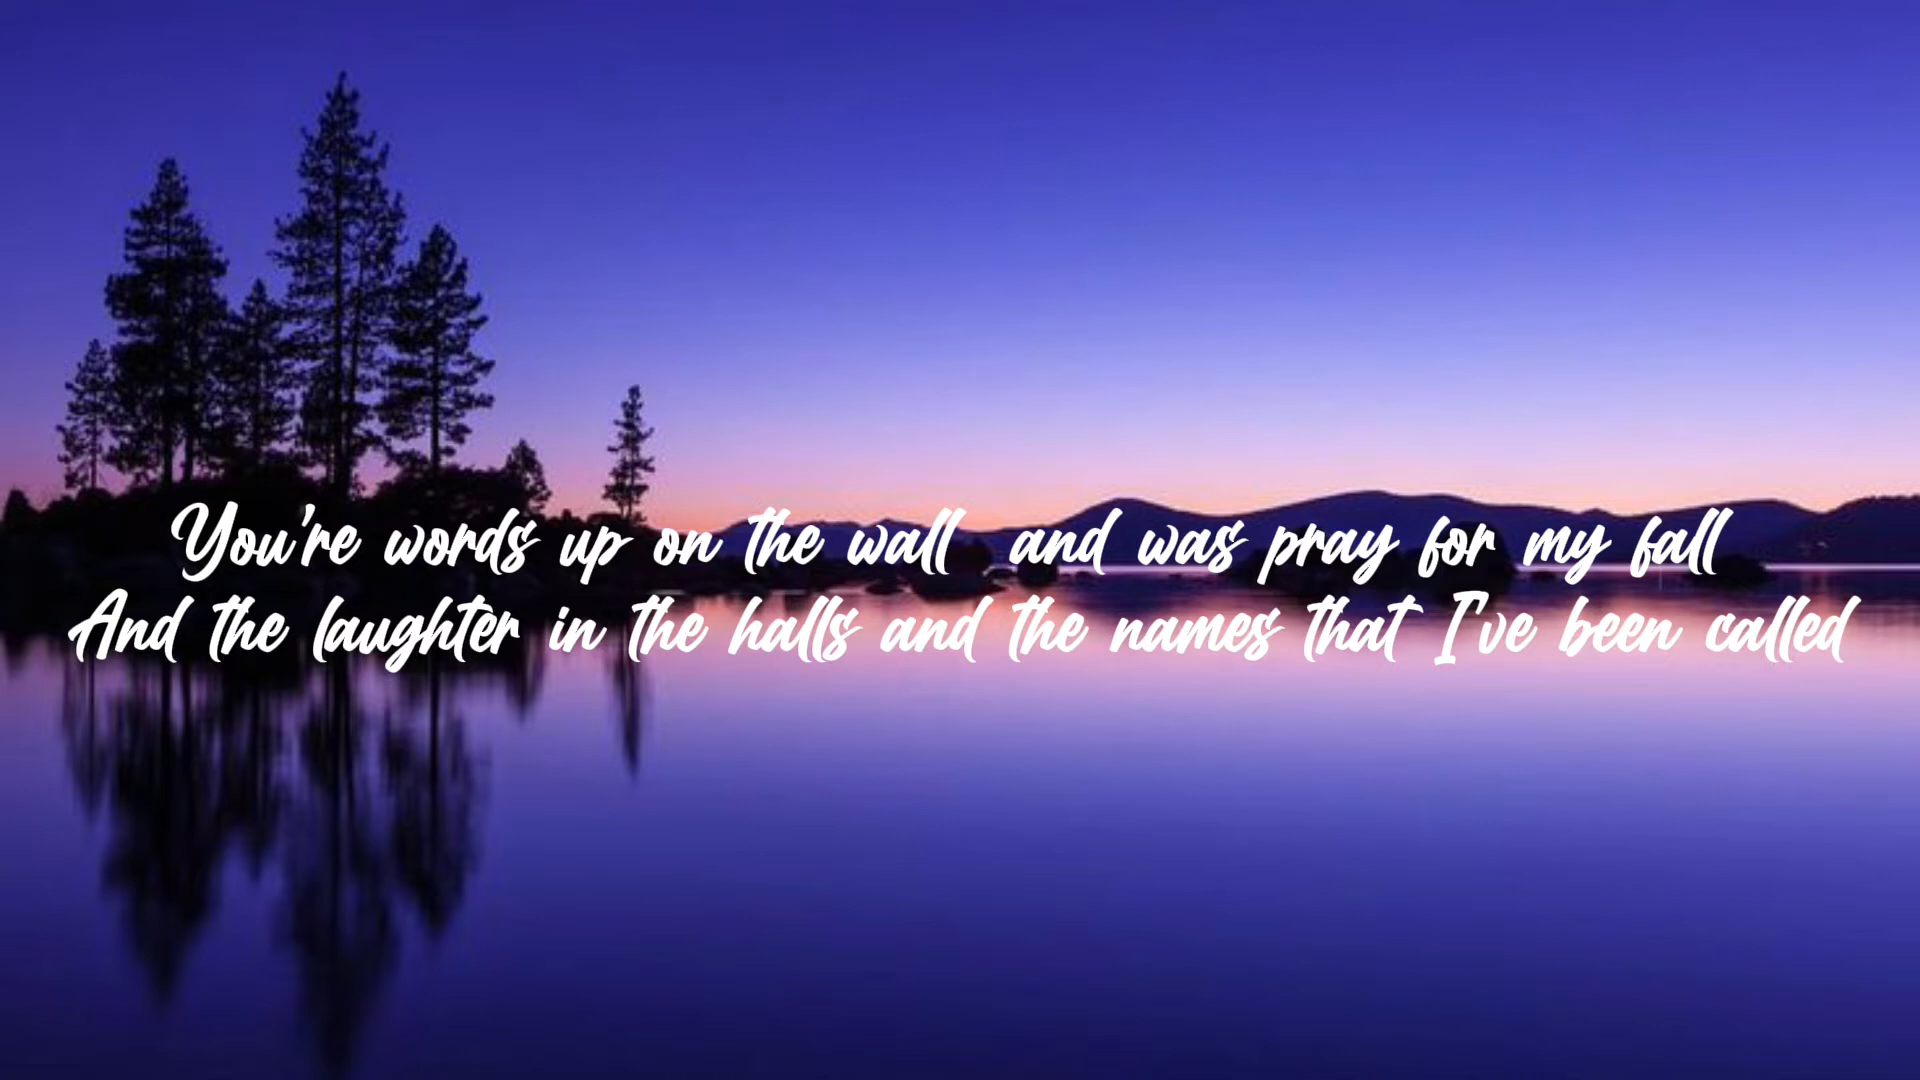 You're words up on the wall and was pray for my fall
And the laughter in the halls and the names that I've been called